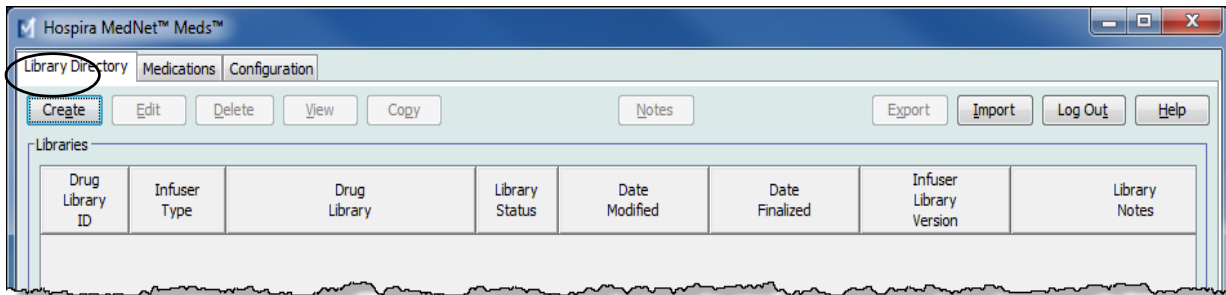 Hospira MedNet™ Meds™
Library Directory Medications Configuration
Create Edit Delete View Copy Notes Export Import Log Out Help
Libraries
Drug Library ID Infuser Type Drug Library Library Status Date Modified Date Finalized Infuser Library Version Library Notes